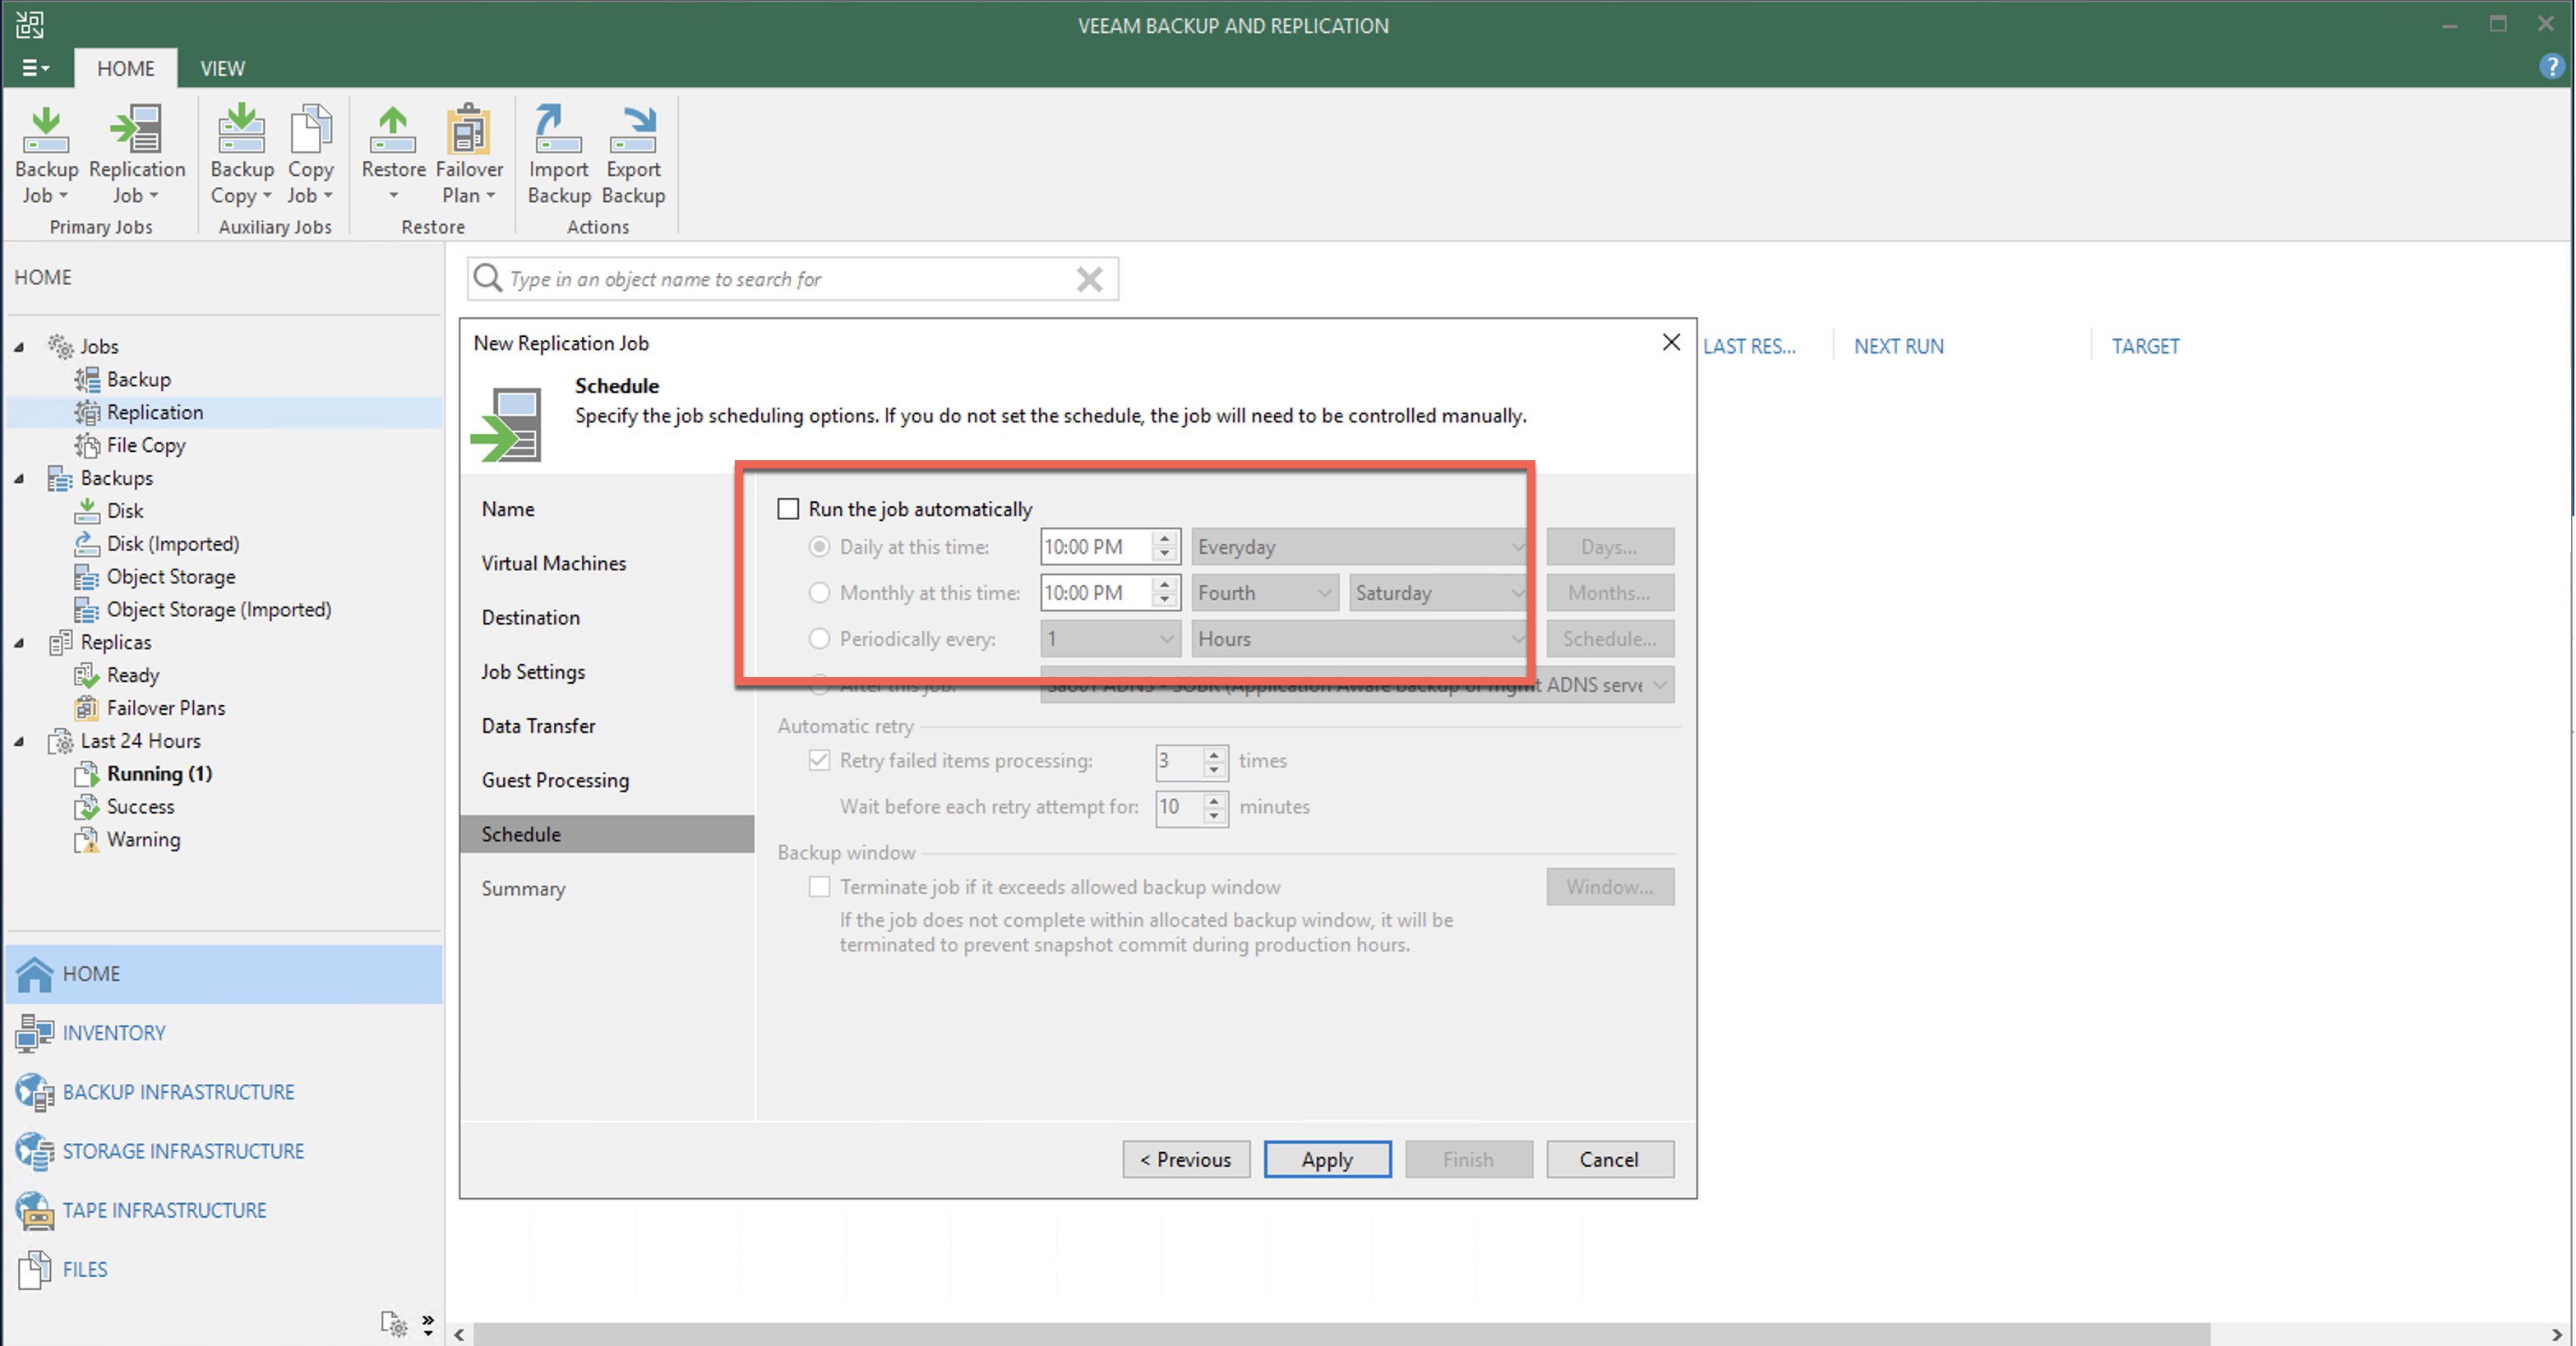 VEEAM BACKUP AND REPLICATION
HOME VIEW
?
Backup Job
Replication Job
Backup Copy
Copy Job
Restore
Failover Plan
Import Backup
Export Backup
Primary Jobs
Auxiliary Jobs
Restore
Actions
HOME
Jobs
Backup
Replication
File Copy
Backups
Disk
Disk (Imported)
Object Storage
Object Storage (Imported)
Replicas
Ready
Failover Plans
Last 24 Hours
Running (1)
Success
Warning
HOME
INVENTORY
BACKUP INFRASTRUCTURE
STORAGE INFRASTRUCTURE
TAPE INFRASTRUCTURE
FILES
Type in an object name to search for
LAST RES... NEXT RUN TARGET
New Replication Job
Schedule
Specify the job scheduling options. If you do not set the schedule, the job will need to be controlled manually.
Name
Virtual Machines
Destination
Job Settings
Data Transfer
Guest Processing
Schedule
Summary
Run the job automatically
Daily at this time: 10:00 PM Everyday Days...
Monthly at this time: 10:00 PM Fourth Saturday Months...
Periodically every: 1 Hours Schedule...
After this job: ADNS - SOBR (Application Aware backup of mgmt ADNS serve
Automatic retry
Retry failed items processing: 3 times
Wait before each retry attempt for: 10 minutes
Backup window
Terminate job if it exceeds allowed backup window Window...
If the job does not complete within allocated backup window, it will be
terminated to prevent snapshot commit during production hours.
< Previous Apply Finish Cancel